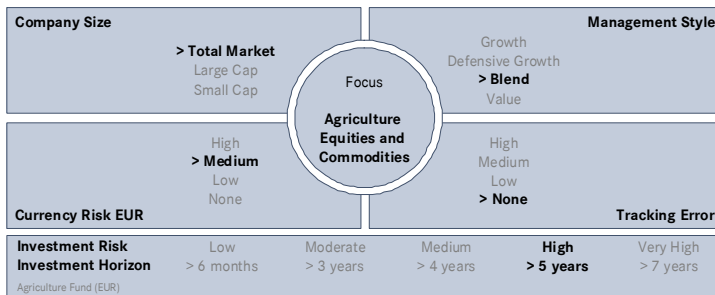 Company Size
> Total Market
Large Cap
Small Cap
Management Style
Growth
Defensive Growth
> Blend
Value
Focus
Agriculture
Equities and
Commodities
High
> Medium
Low
None
Currency Risk EUR
High
Medium
Low
> None
Tracking Error
Investment Risk Low Moderate Medium High Very High
Investment Horizon > 6 months > 3 years > 4 years > 5 years > 7 years
Agriculture Fund (EUR)